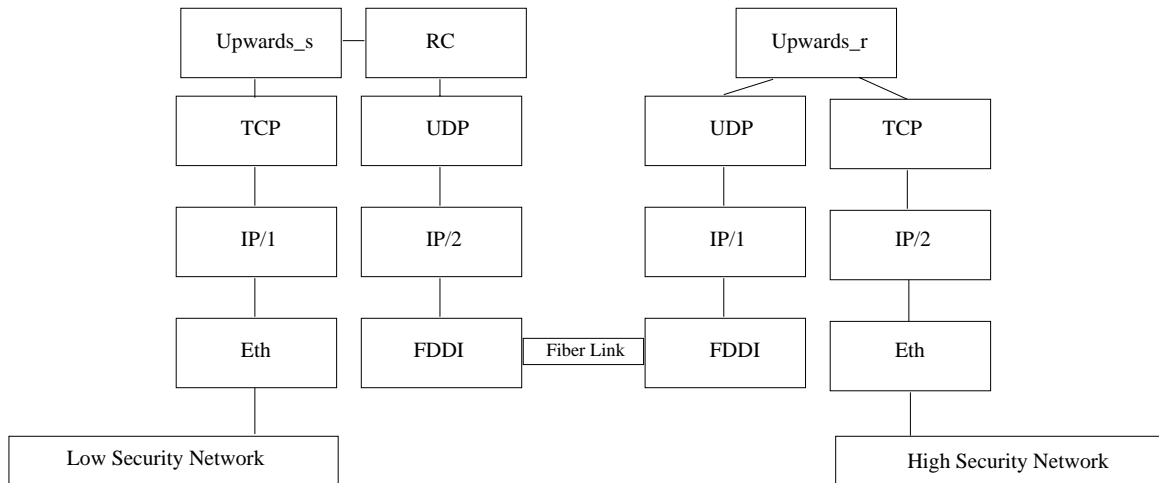 Upwards_s
RC
Upwards_r
TCP
UDP
UDP
TCP
IP/1
IP/2
IP/1
IP/2
Eth
FDDI
Fiber Link
FDDI
Eth
Low Security Network
High Security Network